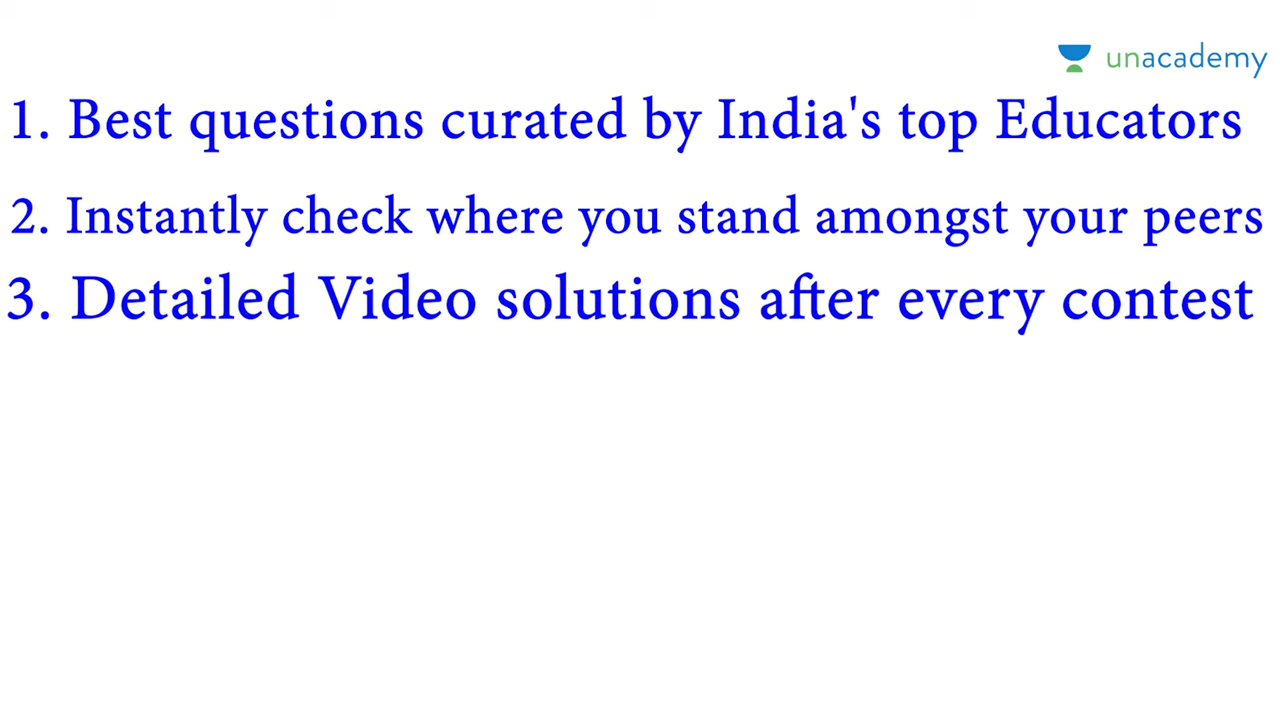 unacademy
1. Best questions curated by India's top Educators
2. Instantly check where you stand amongst your peers
3. Detailed Video solutions after every contest